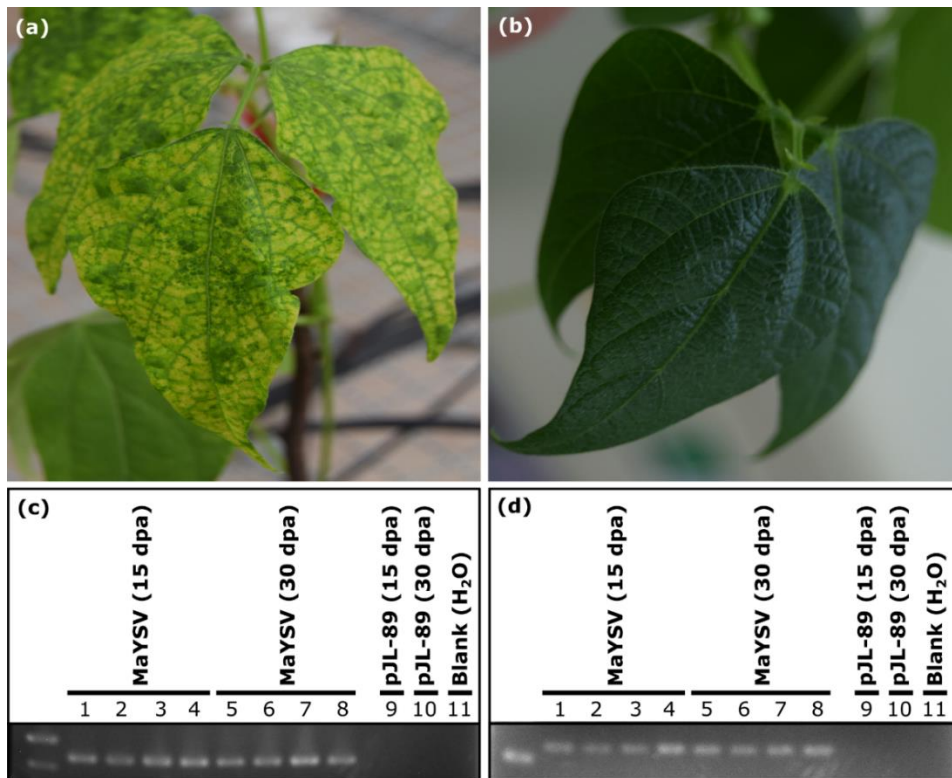 (a)
(b)
(c)
MaYSV (15 dpa)
MaYSV (30 dpa)
pJL-89 (15 dpa)
pJL-89 (30 dpa)
Blank (H₂O)
1 2 3 4 5 6 7 8 9 10 11
(d)
MaYSV (15 dpa)
MaYSV (30 dpa)
pJL-89 (15 dpa)
pJL-89 (30 dpa)
Blank (H₂O)
1 2 3 4 5 6 7 8 9 10 11